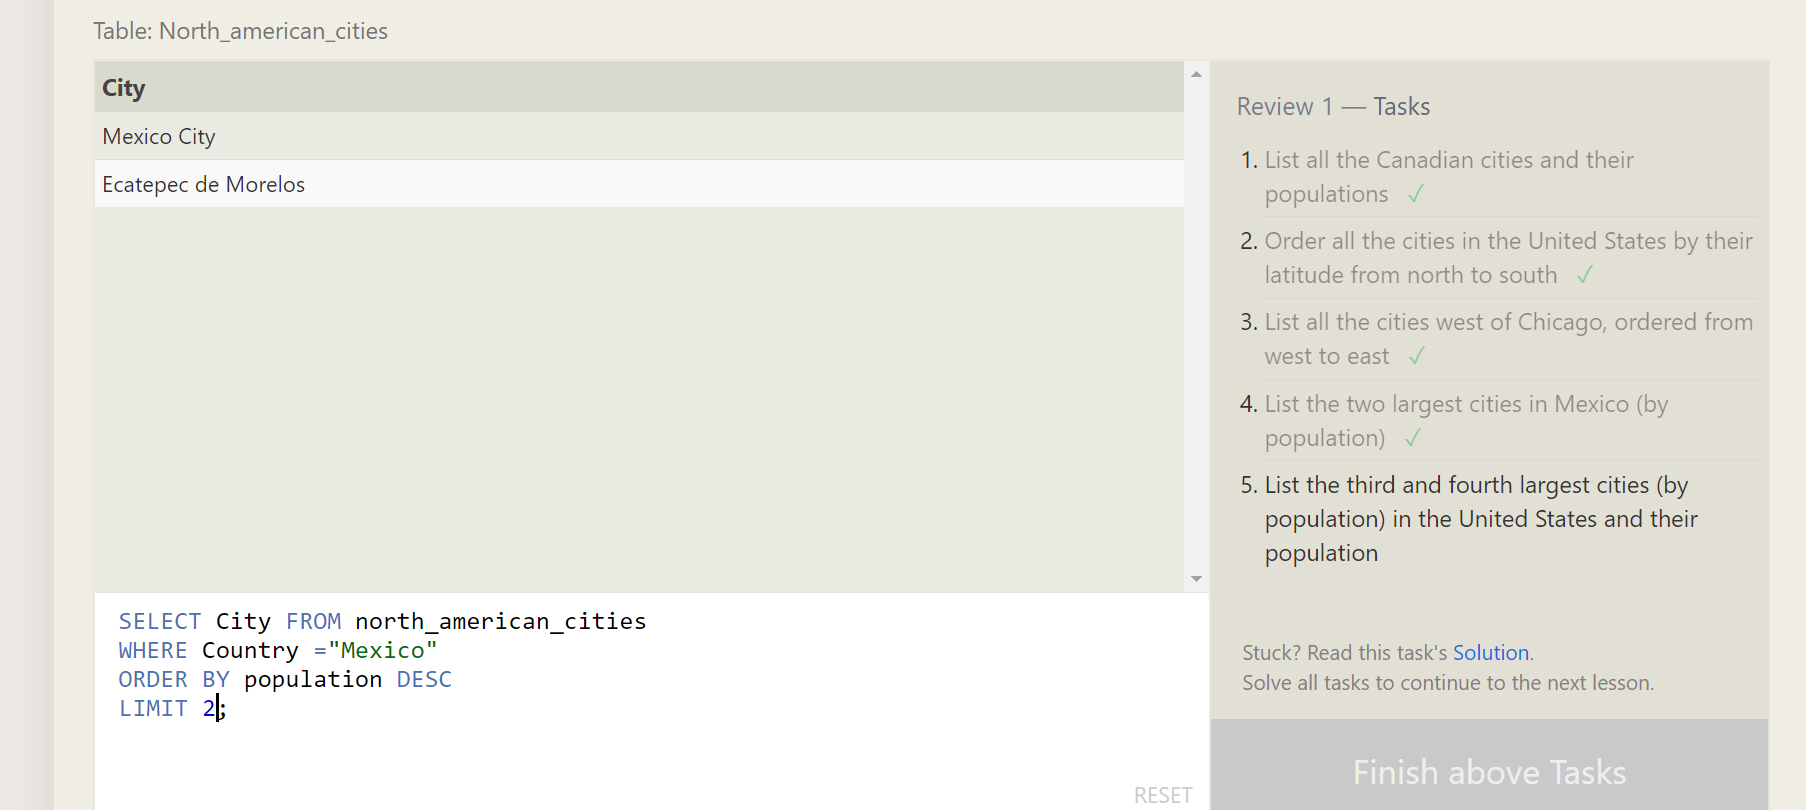 Table: North_american_cities
City
Mexico City
Ecatepec de Morelos
SELECT City FROM north_american_cities
WHERE Country ="Mexico"
ORDER BY population DESC
LIMIT 2;
RESET
Review 1 — Tasks
1. List all the Canadian cities and their
populations ✓
2. Order all the cities in the United States by their
latitude from north to south ✓
3. List all the cities west of Chicago, ordered from
west to east ✓
4. List the two largest cities in Mexico (by
population) ✓
5. List the third and fourth largest cities (by
population) in the United States and their
population
Stuck? Read this task's Solution.
Solve all tasks to continue to the next lesson.
Finish above Tasks